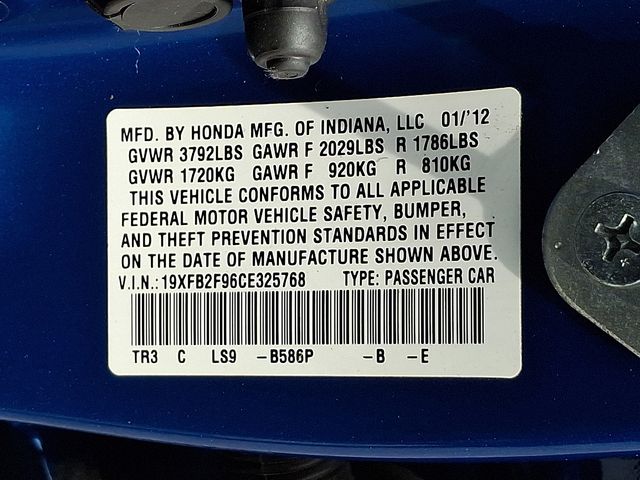 MFD. BY HONDA MFG. OF INDIANA, LLC 01/'12
GVWR 3792LBS GAWR F 2029LBS R 1786LBS
GVWR 1720KG GAWR F 920KG R 810KG
THIS VEHICLE CONFORMS TO ALL APPLICABLE
FEDERAL MOTOR VEHICLE SAFETY, BUMPER,
AND THEFT PREVENTION STANDARDS IN EFFECT
ON THE DATE OF MANUFACTURE SHOWN ABOVE.
V.I.N.: 19XFB2F96CE325768 TYPE: PASSENGER CAR
TR3 C LS9 -B586P -B -E